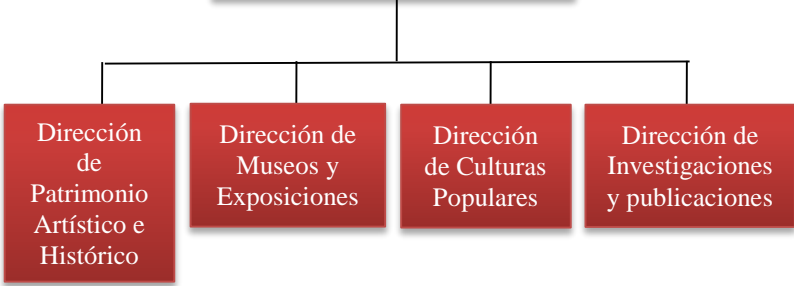 Dirección
de
Patrimonio
Artístico e
Histórico
Dirección de
Museos y
Exposiciones
Dirección
de Culturas
Populares
Dirección de
Investigaciones
y publicaciones